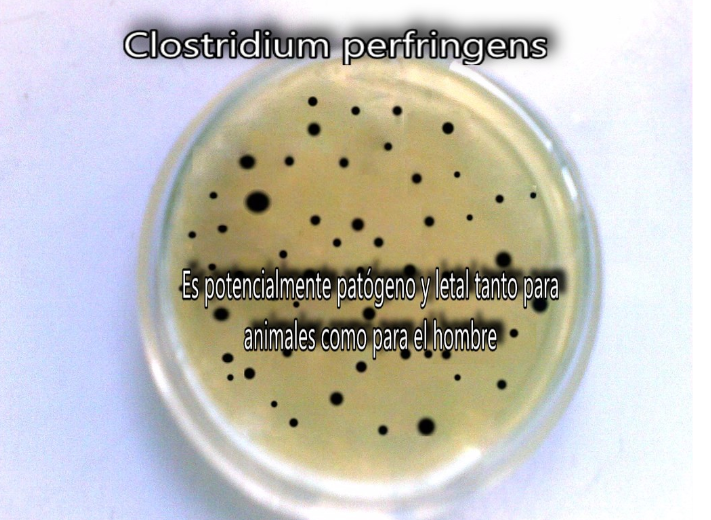 Clostridium perfringens
Es potencialmente patógeno y letal tanto para
animales como para el hombre